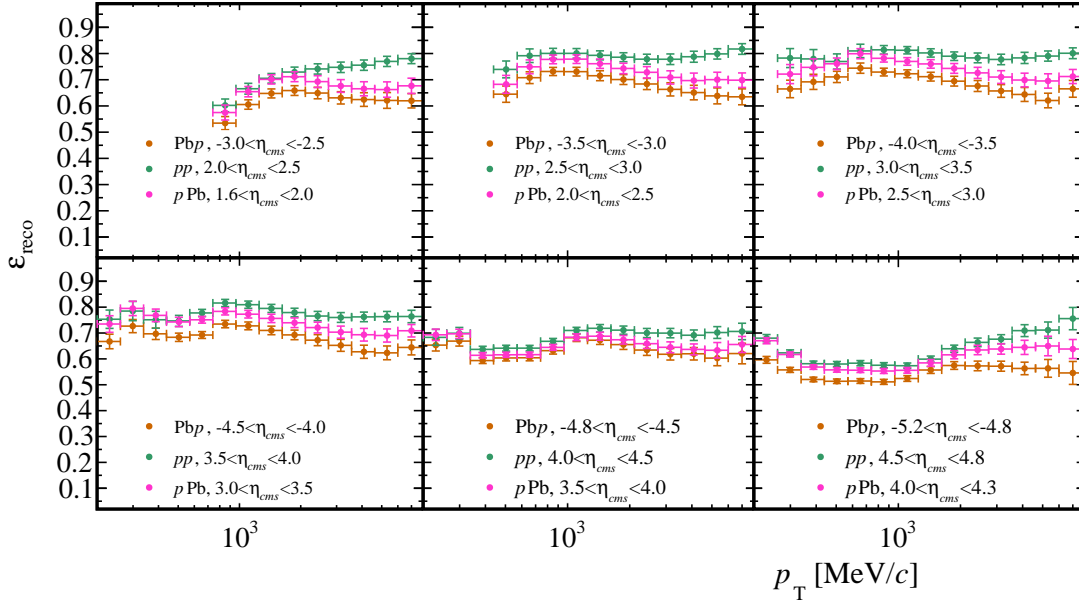 0.9
0.8
0.7
0.6
0.5
0.4
0.3
0.2
0.1
Pbp, -3.0<η_cms<-2.5
pp, 2.0<η_cms<2.5
pPb, 1.6<η_cms<2.0
Pbp, -3.5<η_cms<-3.0
pp, 2.5<η_cms<3.0
pPb, 2.0<η_cms<2.5
Pbp, -4.0<η_cms<-3.5
pp, 3.0<η_cms<3.5
pPb, 2.5<η_cms<3.0
ε_reco
0.9
0.8
0.7
0.6
0.5
0.4
0.3
0.2
0.1
Pbp, -4.5<η_cms<-4.0
pp, 3.5<η_cms<4.0
pPb, 3.0<η_cms<3.5
Pbp, -4.8<η_cms<-4.5
pp, 4.0<η_cms<4.5
pPb, 3.5<η_cms<4.0
Pbp, -5.2<η_cms<-4.8
pp, 4.5<η_cms<4.8
pPb, 4.0<η_cms<4.3
10³ 10³ 10³
p_T [MeV/c]